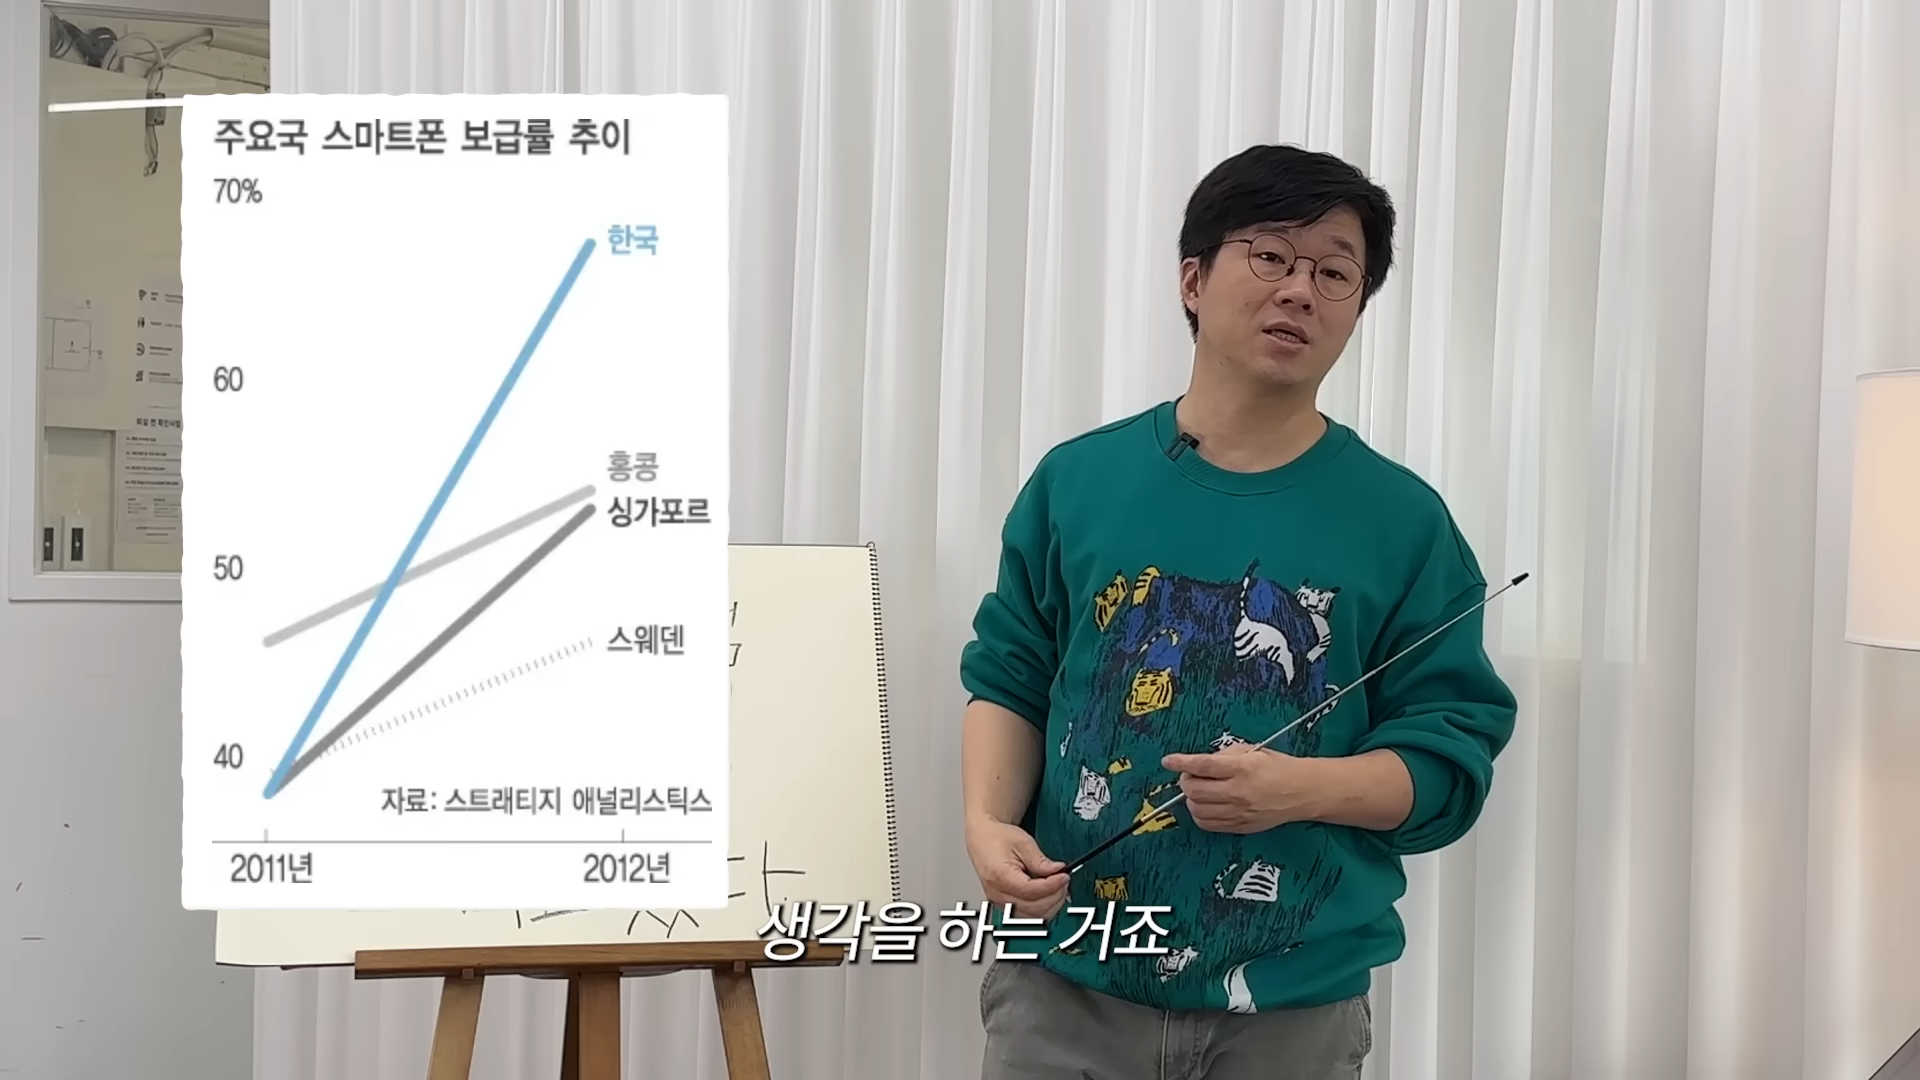 주요국 스마트폰 보급률 추이
70%
한국
60
홍콩
싱가포르
50
스웨덴
40
자료: 스트래티지 애널리스틱스
2011년
2012년
생각을 하는 거죠